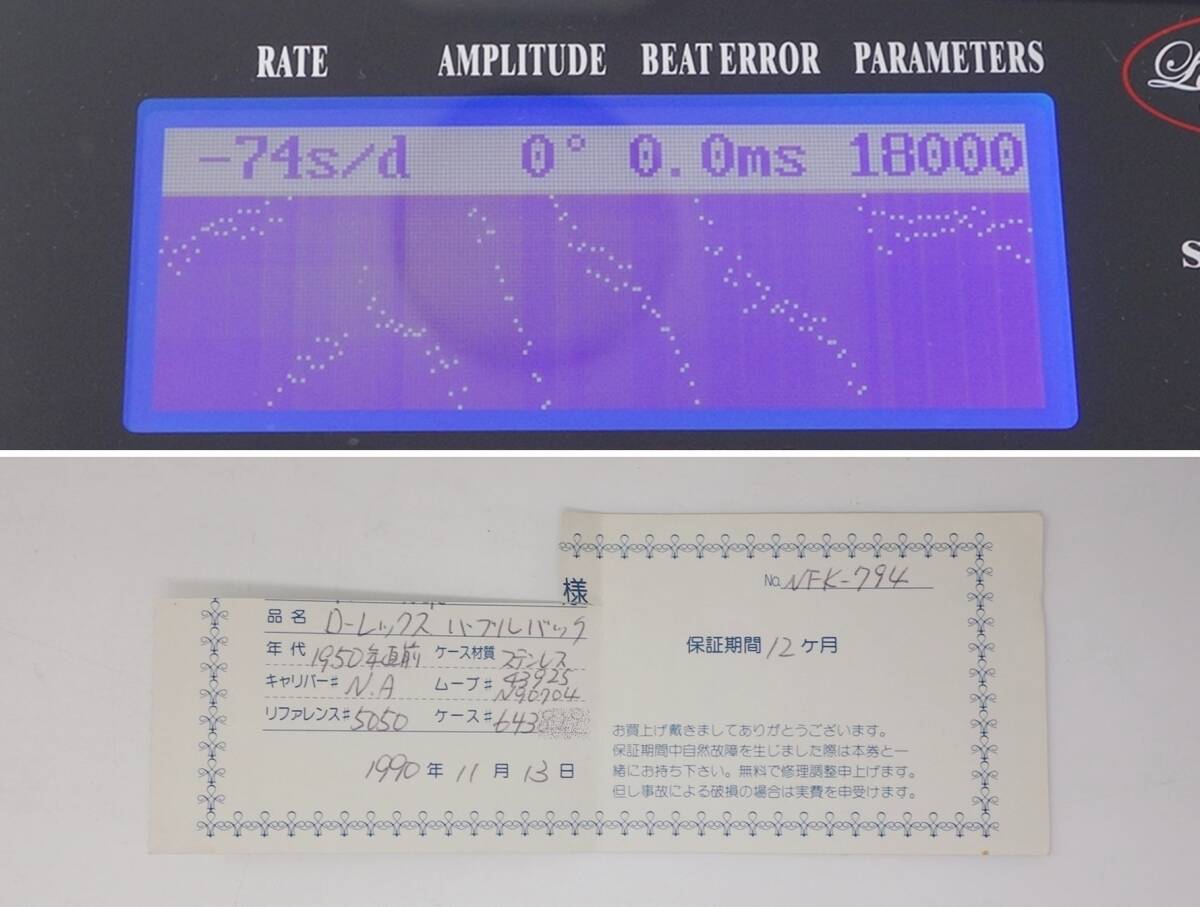 RATE AMPLITUDE BEAT ERROR PARAMETERS
-74s/d 0° 0.0ms 18000
S
様
No. NFK-794
品名 ローレックス バブルバック
年代 1950年直前 ケース材質 ステンレス
キャリバー# N.A ムーブ# 43925
N90704
リファレンス# 5050 ケース# 643
1990年11月13日
保証期間12ヶ月
お買上げ戴きましてありがとうございます。
保証期間中自然故障を生じました際は本券と一
緒にお持ち下さい。無料で修理調整申上げます。
但し事故による破損の場合は実費を申受けます。